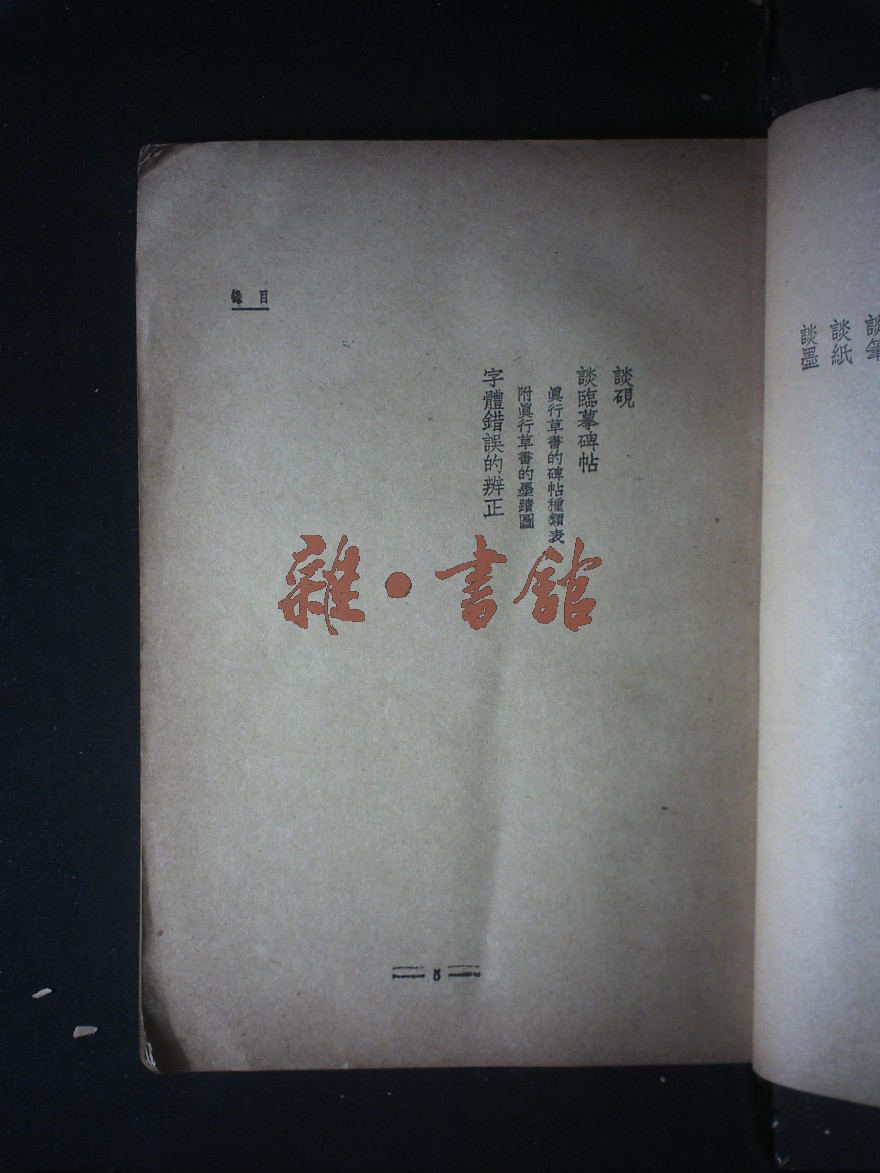 談筆
談紙
談墨
目錄
談硯
談臨摹碑帖
眞行草書的碑帖種類表
附眞行草書的墨蹟圖
字體錯誤的辨正
雜·書館